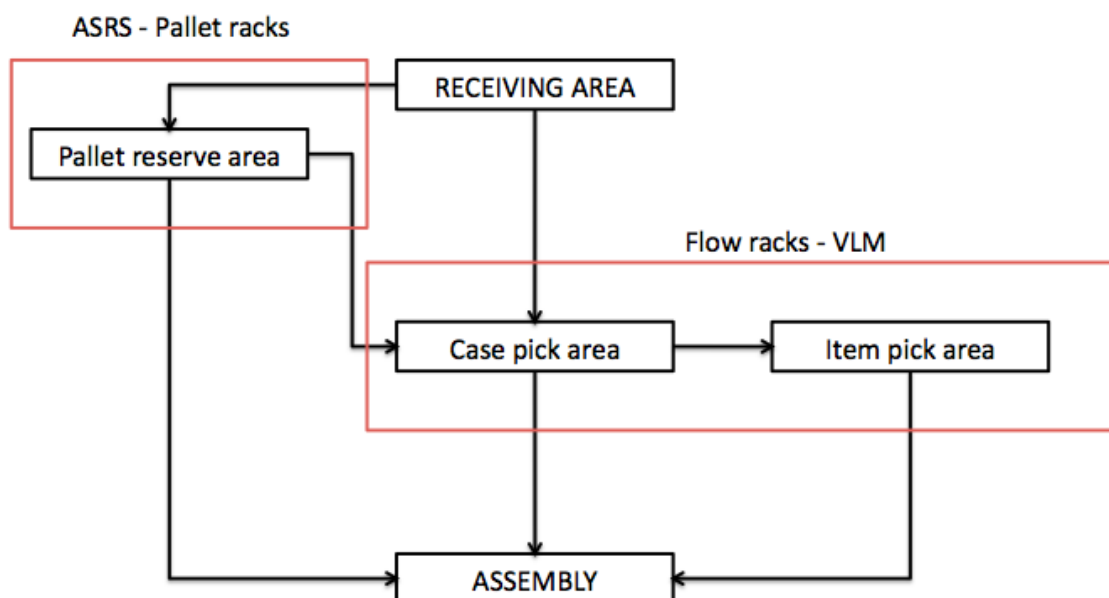 ASRS - Pallet racks
RECEIVING AREA
Pallet reserve area
Flow racks - VLM
Case pick area
Item pick area
ASSEMBLY